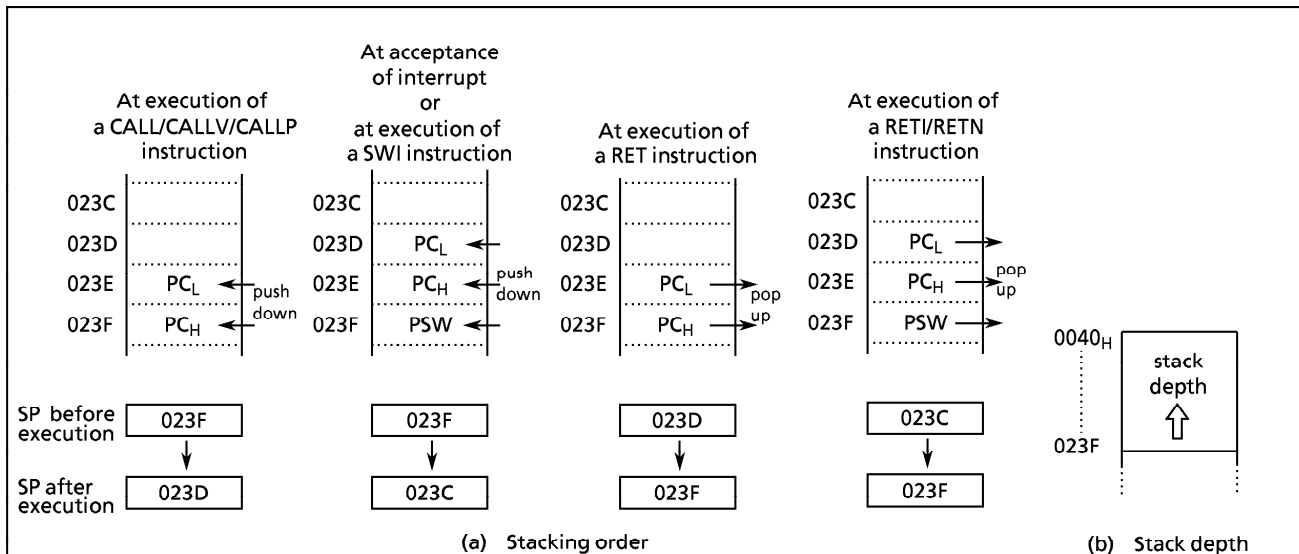 At execution of
a CALL/CALLV/CALLP
instruction
023C
023D
023E PCL
023F PCH
push
down
At acceptance
of interrupt
or
at execution of
a SWI instruction
023C
023D PCL
023E PCH
023F PSW
push
down
At execution of
a RET instruction
023C
023D
023E PCL
023F PCH
pop
up
At execution of
a RETI/RETN
instruction
023C
023D PCL
023E PCH
023F PSW
pop
up
SP before
execution
023F
023F
023D
023C
SP after
execution
023D
023C
023F
023F
(a) Stacking order
0040H
stack
depth
023F
(b) Stack depth